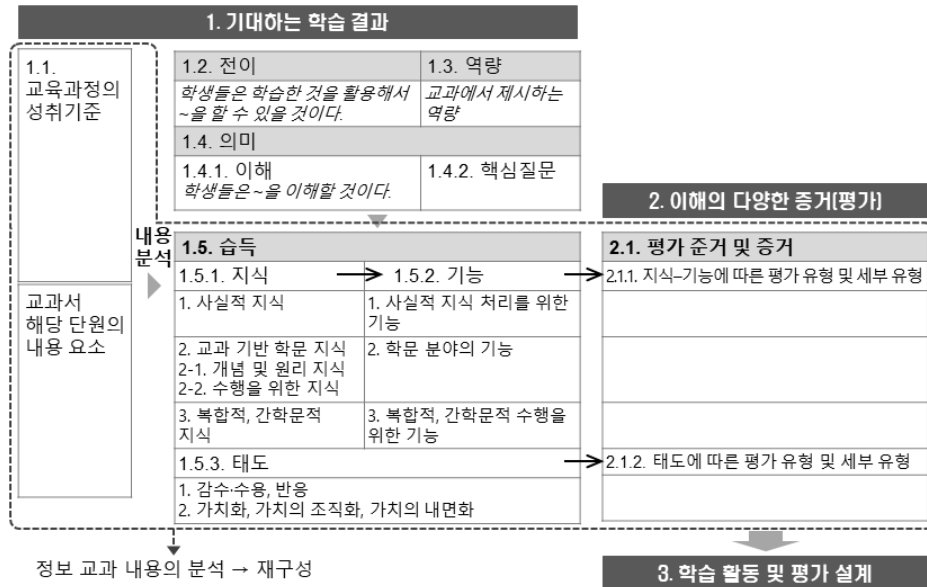 1. 기대하는 학습 결과
1.1.
교육과정의
성취기준
1.2. 전이
1.3. 역량
학생들은 학습한 것을 활용해서
~을 할 수 있을 것이다.
교과에서 제시하는
역량
1.4. 의미
1.4.1. 이해
학생들은~을 이해할 것이다.
1.4.2. 핵심질문
2. 이해의 다양한 증거(평가)
내용
분석
1.5. 습득
2.1. 평가 준거 및 증거
1.5.1. 지식
1.5.2. 기능
2.1.1. 지식–기능에 따른 평가 유형 및 세부 유형
교과서
해당 단원의
내용 요소
1. 사실적 지식
1. 사실적 지식 처리를 위한
기능
2. 교과 기반 학문 지식
2-1. 개념 및 원리 지식
2-2. 수행을 위한 지식
2. 학문 분야의 기능
3. 복합적, 간학문적
지식
3. 복합적, 간학문적 수행을
위한 기능
1.5.3. 태도
2.1.2. 태도에 따른 평가 유형 및 세부 유형
1. 감수·수용, 반응
2. 가치화, 가치의 조직화, 가치의 내면화
정보 교과 내용의 분석 → 재구성
3. 학습 활동 및 평가 설계